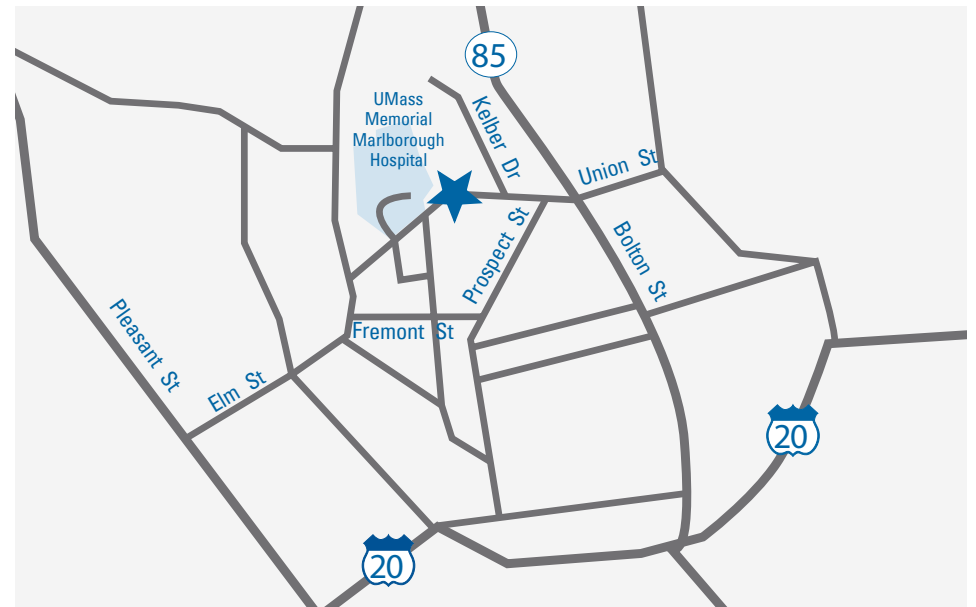 85
UMass
Memorial
Marlborough
Hospital
Kelber Dr
Union St
Prospect St
Bolton St
Pleasant St
Fremont St
Elm St
20
20